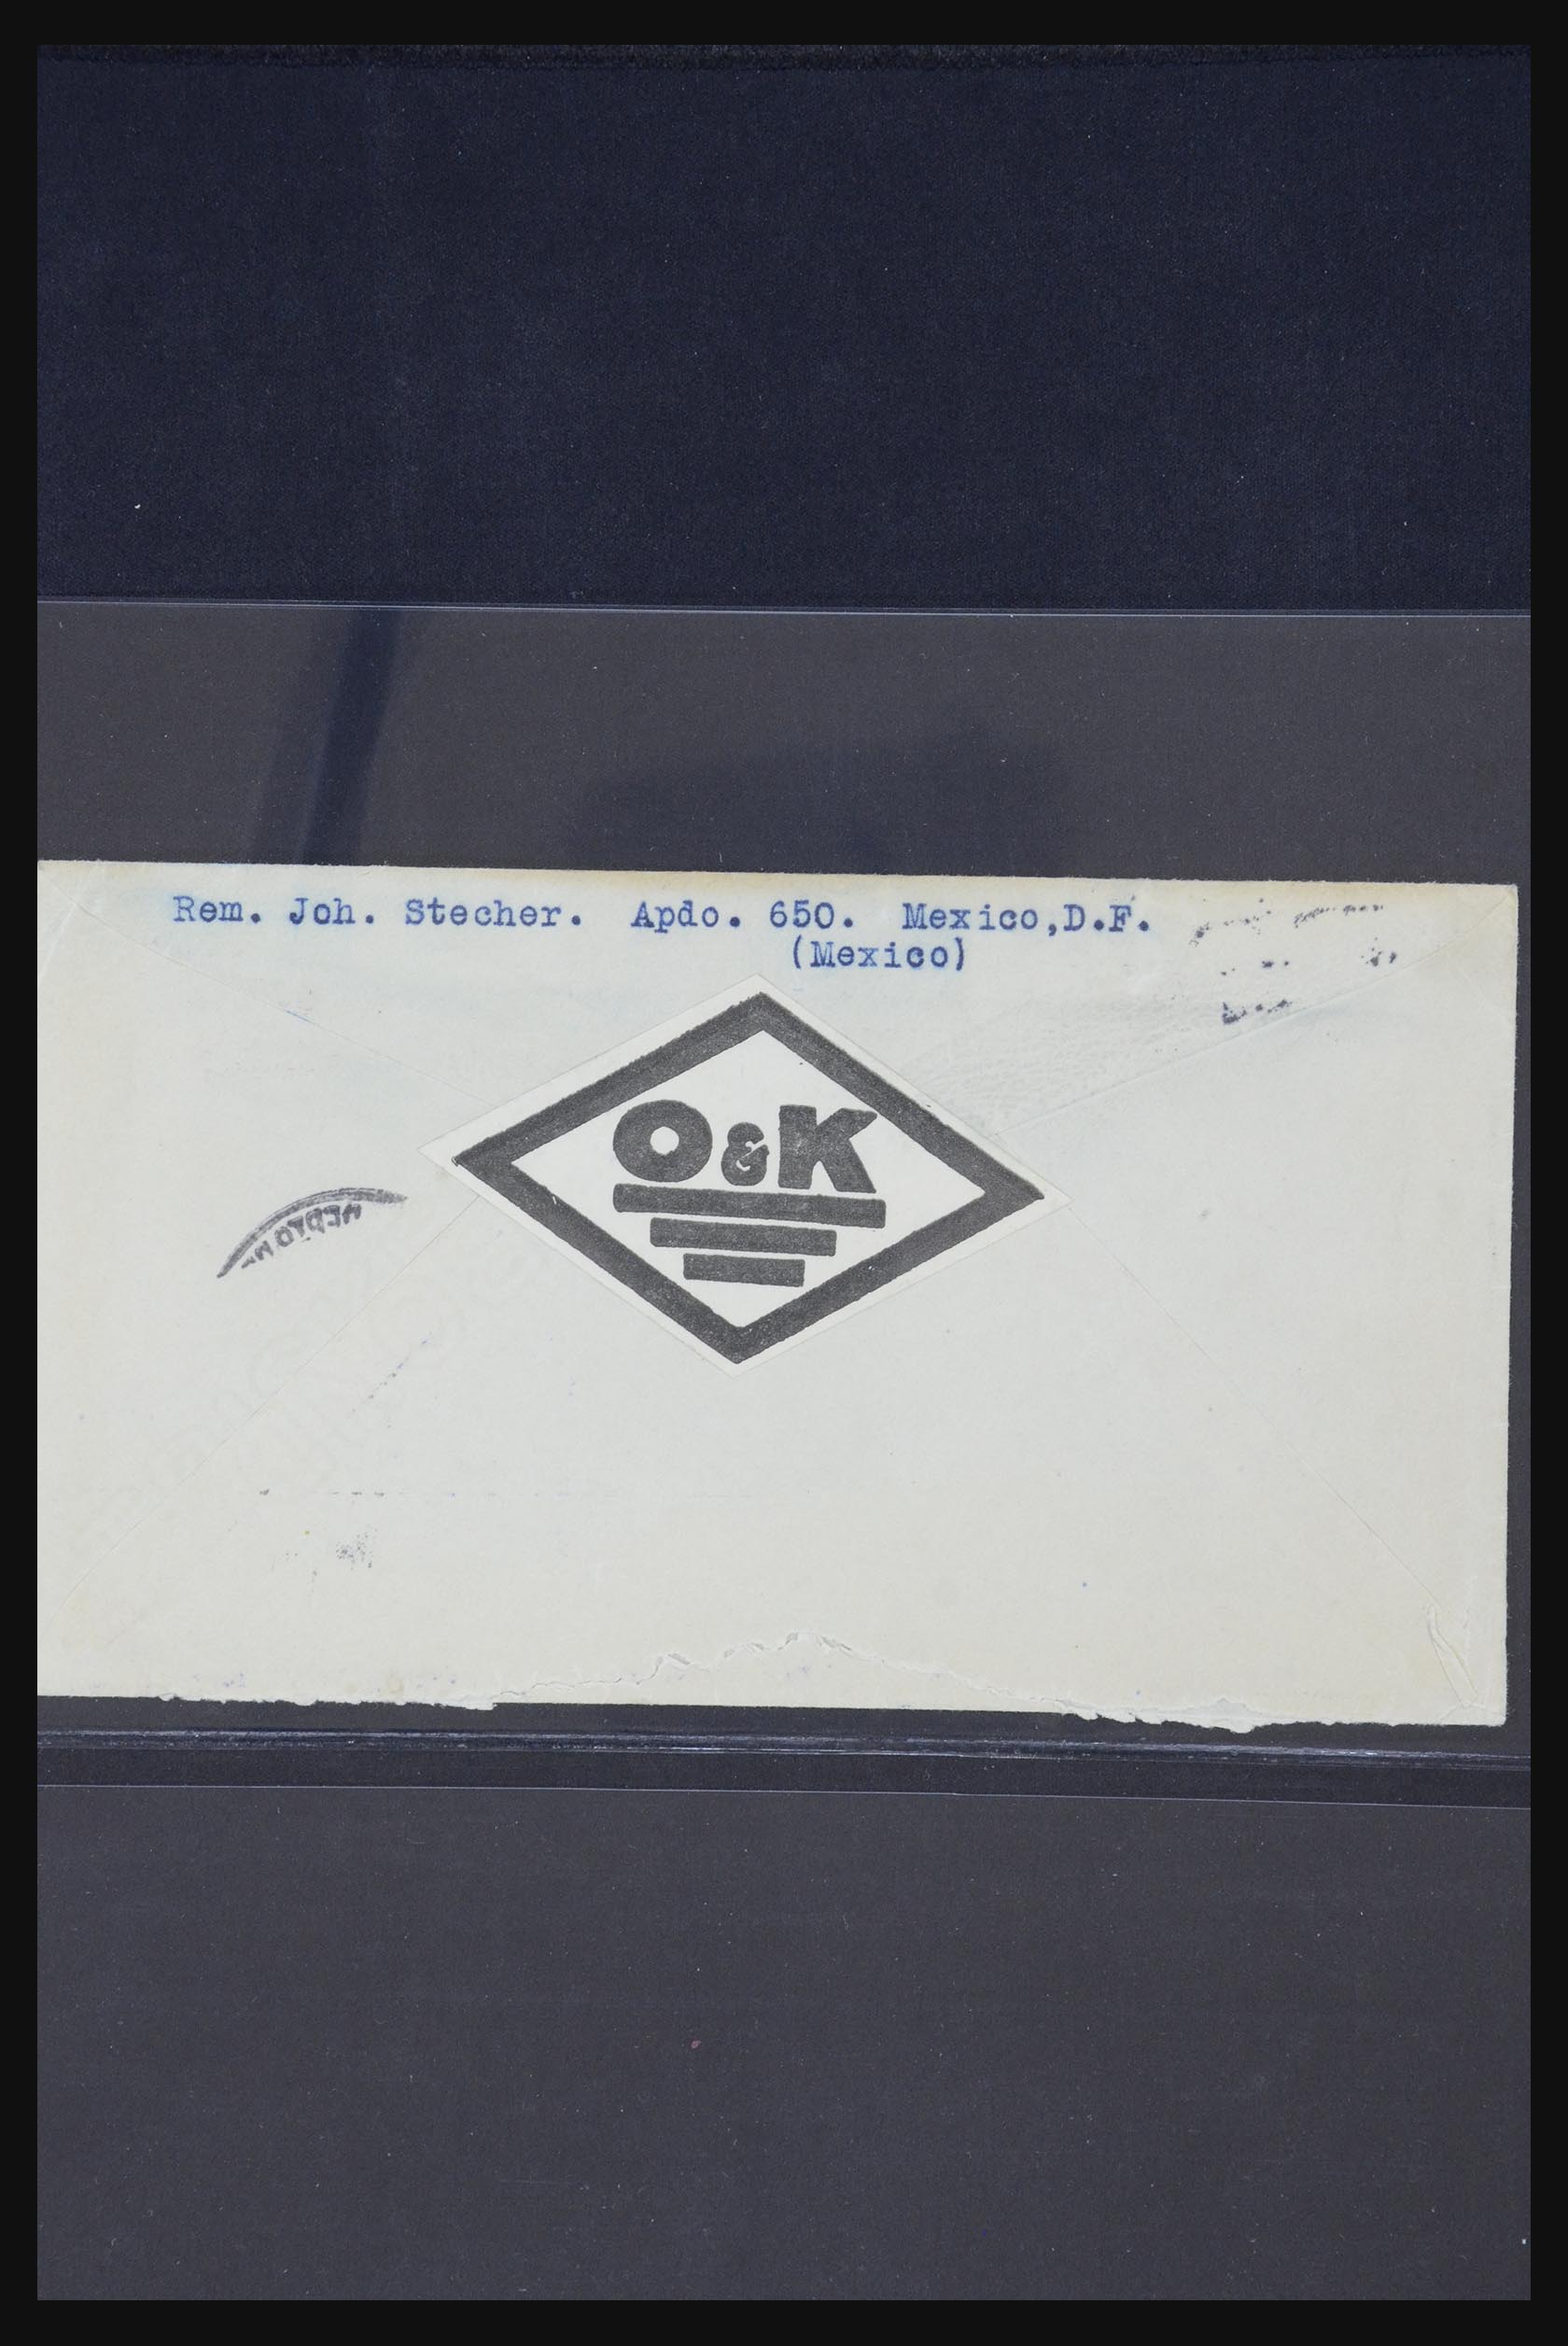 Rem. Joh. Stecher. Apdo. 650. Mexico,D.F.
(Mexico)
O&K